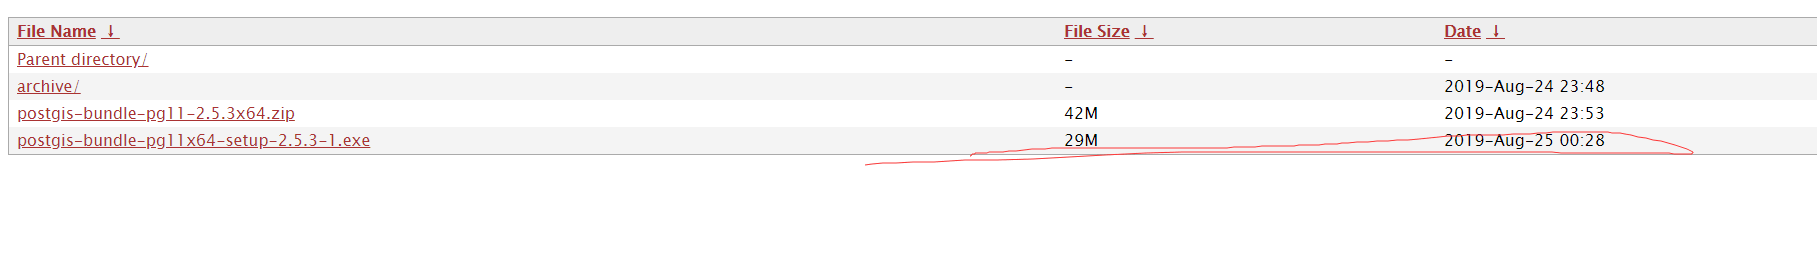 File Name ↓ File Size ↓ Date ↓
Parent directory/ - -
archive/ - 2019-Aug-24 23:48
postgis-bundle-pg11-2.5.3x64.zip 42M 2019-Aug-24 23:53
postgis-bundle-pg11x64-setup-2.5.3-1.exe 29M 2019-Aug-25 00:28